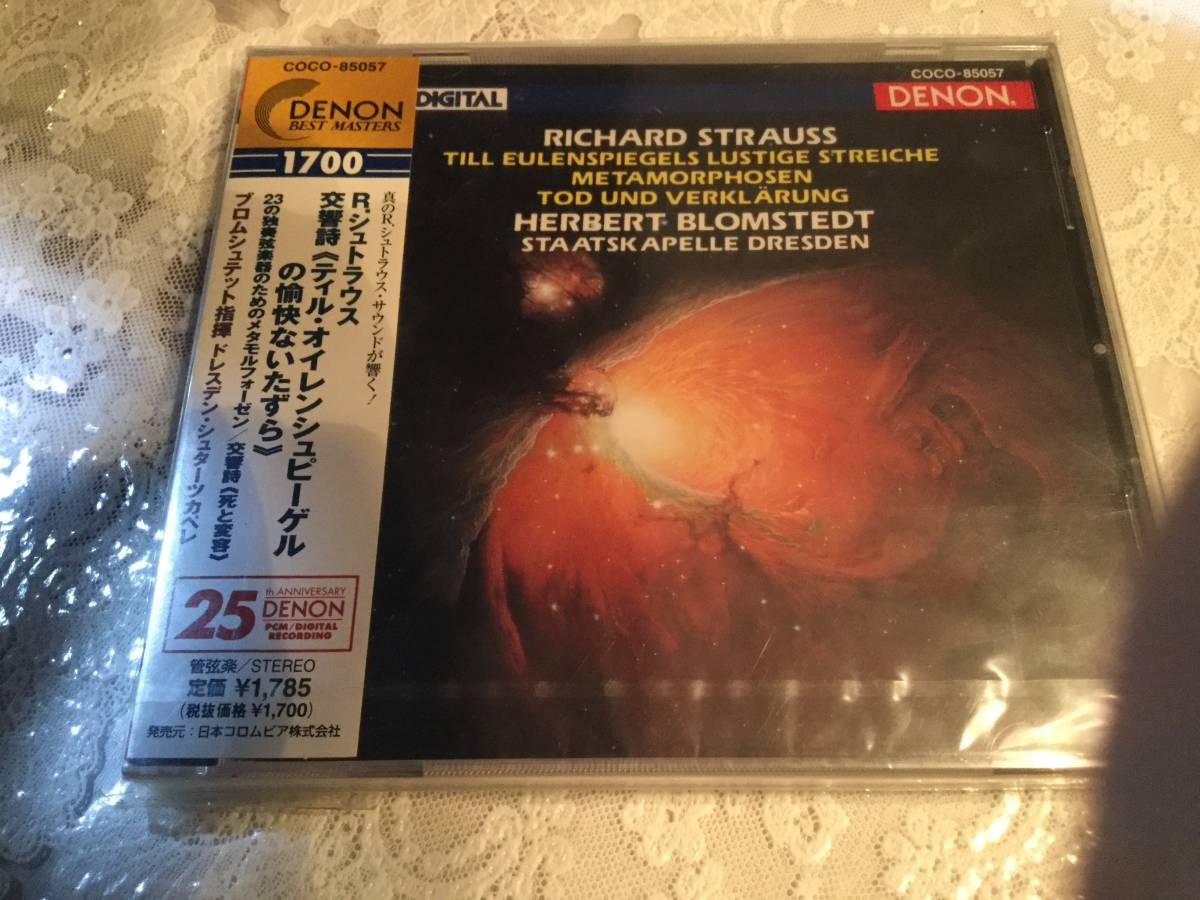 COCO-85057
DENON
BEST MASTERS
1700
真のR.シュトラウス・サウンドが響く!
R.シュトラウス
交響詩《ティル・オイレンシュピーゲル
の愉快ないたずら》
23の独奏弦楽器のためのメタモルフォーゼン/交響詩《死と変容》
ブロムシュテット指揮 ドレスデン・シュターツカペレ
25th ANNIVERSARY
DENON
PCM/DIGITAL
RECORDING
管弦楽/STEREO
定価 ¥1,785
(税抜価格 ¥1,700)
発売元:日本コロムビア株式会社
DIGITAL
COCO-85057
DENON®
RICHARD STRAUSS
TILL EULENSPIEGELS LUSTIGE STREICHE
METAMORPHOSEN
TOD UND VERKLÄRUNG
HERBERT BLOMSTEDT
STAATSKAPELLE DRESDEN